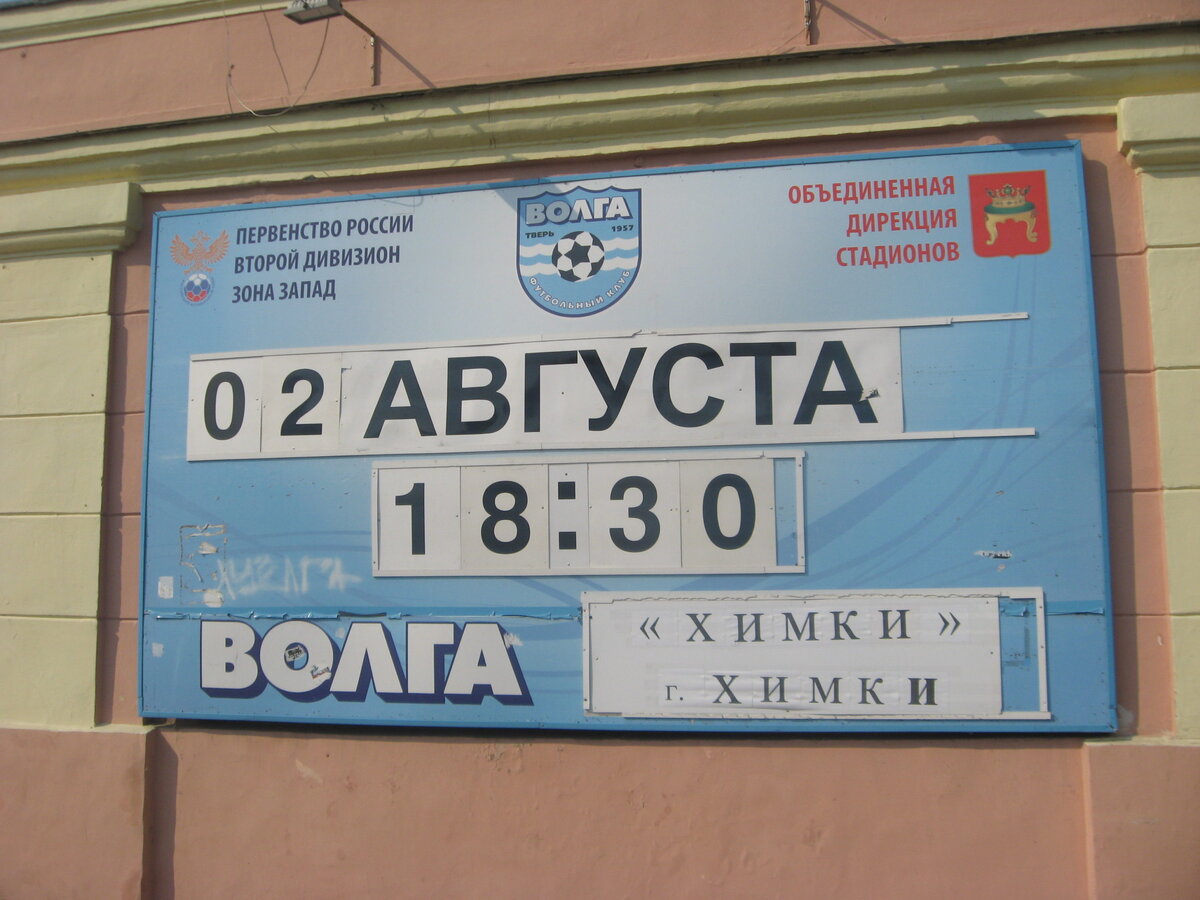 ПЕРВЕНСТВО РОССИИ
ВТОРОЙ ДИВИЗИОН
ЗОНА ЗАПАД
ВОЛГА
ТВЕРЬ 1957
ФУТБОЛЬНЫЙ КЛУБ
ОБЪЕДИНЕННАЯ
ДИРЕКЦИЯ
СТАДИОНОВ
02 АВГУСТА
18:30
ВОЛГА
«ХИМКИ»
г. ХИМКИ